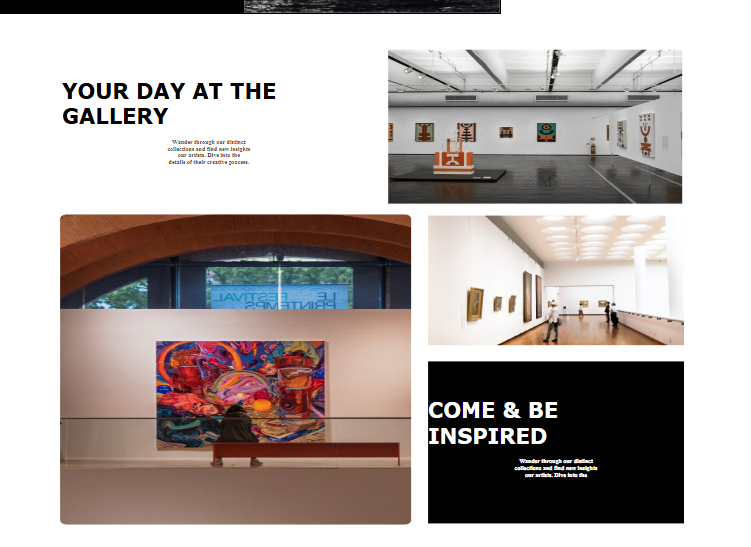 YOUR DAY AT THE
GALLERY
Wander through our distinct
collections and find new insights
our artists. Dive into the
details of their creative process.
LE
FESTIVAL
PRINTEMPS
COME & BE
INSPIRED
Wander through our distinct
collections and find new insights
our artists. Dive into the